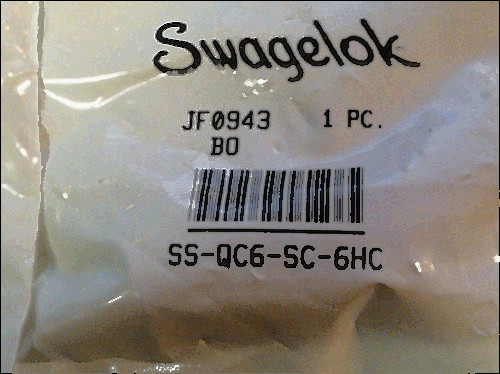 Swagelok
JF0943 1 PC.
BO
SS-QC6-SC-6HC